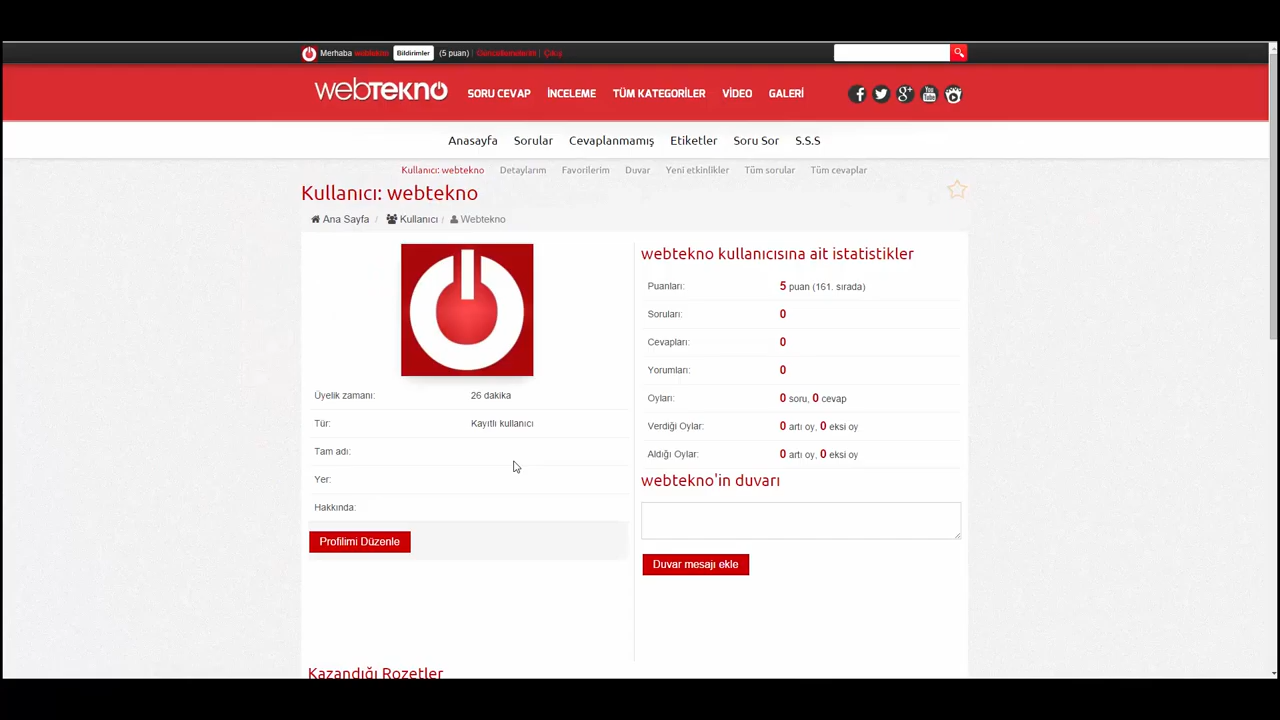 Merhaba webtekno Bildirimler (5 puan) | Güncellemelerim | Çıkış
webtekno SORU CEVAP İNCELEME TÜM KATEGORİLER VİDEO GALERİ
Anasayfa Sorular Cevaplanmamış Etiketler Soru Sor S.S.S
Kullanıcı: webtekno Detaylarım Favorilerim Duvar Yeni etkinlikler Tüm sorular Tüm cevaplar
Kullanıcı: webtekno
Ana Sayfa / Kullanıcı / Webtekno
webtekno kullanıcısına ait istatistikler
Puanları: 5 puan (161. sırada)
Soruları: 0
Cevapları: 0
Yorumları: 0
Oyları: 0 soru, 0 cevap
Verdiği Oylar: 0 artı oy, 0 eksi oy
Aldığı Oylar: 0 artı oy, 0 eksi oy
Üyelik zamanı: 26 dakika
Tür: Kayıtlı kullanıcı
Tam adı:
Yer:
Hakkında:
Profilimi Düzenle
webtekno'in duvarı
Duvar mesajı ekle
Kazandığı Rozetler